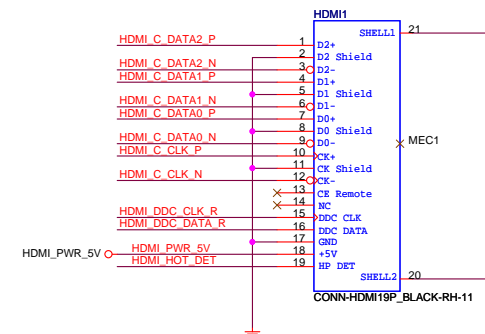 HDMI1
SHELL1 21
HDMI_C_DATA2_P 1 D2+
2 D2 Shield
HDMI_C_DATA2_N 3 D2-
HDMI_C_DATA1_P 4 D1+
5 D1 Shield
HDMI_C_DATA1_N 6 D1-
HDMI_C_DATA0_P 7 D0+
8 D0 Shield
HDMI_C_DATA0_N 9 D0- MEC1
HDMI_C_CLK_P 10 CK+
11 CK Shield
HDMI_C_CLK_N 12 CK-
13 CE Remote
14 NC
HDMI_DDC_CLK_R 15 DDC CLK
HDMI_DDC_DATA_R 16 DDC DATA
17 GND
HDMI_PWR_5V HDMI_PWR_5V 18 +5V
HDMI_HOT_DET 19 HP DET
SHELL2 20
CONN-HDMI19P_BLACK-RH-11